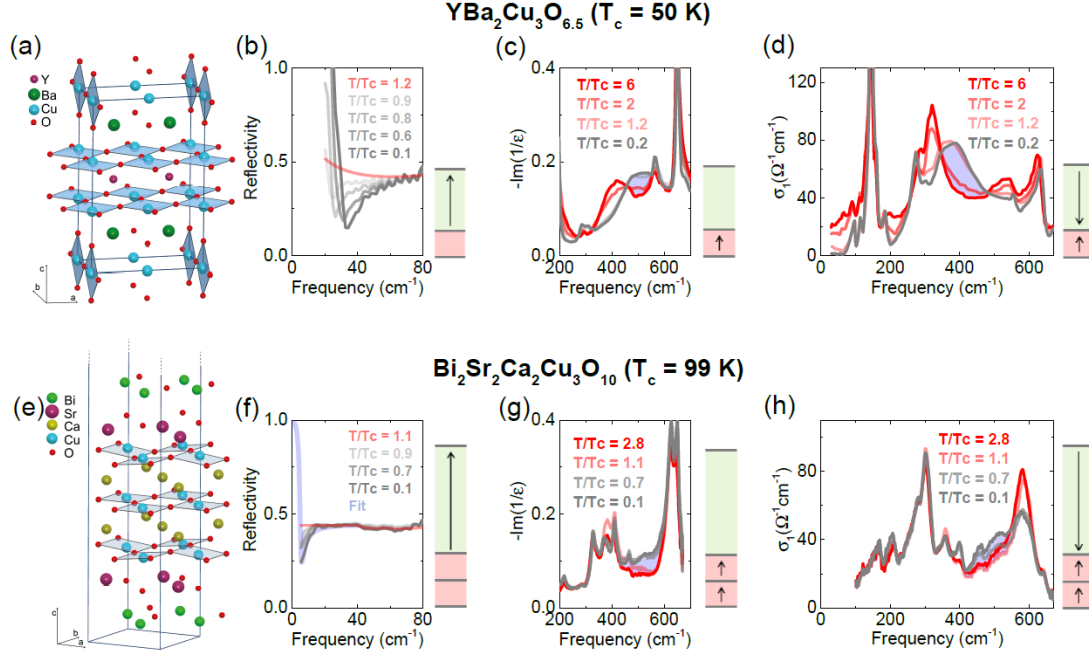 YBa2Cu3O6.5 (Tc = 50 K)
(a)
Y
Ba
Cu
O
c
b
a
(b)
1.0
0.5
0.0
Reflectivity
T/Tc = 1.2
T/Tc = 0.9
T/Tc = 0.8
T/Tc = 0.6
T/Tc = 0.1
0 40 80
Frequency (cm-1)
(c)
0.4
0.2
0.0
-Im(1/ε)
T/Tc = 6
T/Tc = 2
T/Tc = 1.2
T/Tc = 0.2
200 400 600
Frequency (cm-1)
(d)
120
80
40
0
σ1(Ω-1cm-1)
T/Tc = 6
T/Tc = 2
T/Tc = 1.2
T/Tc = 0.2
0 200 400 600
Frequency (cm-1)
Bi2Sr2Ca2Cu3O10 (Tc = 99 K)
(e)
Bi
Sr
Ca
Cu
O
c
b
a
(f)
1.0
0.5
0.0
Reflectivity
T/Tc = 1.1
T/Tc = 0.9
T/Tc = 0.7
T/Tc = 0.1
Fit
0 40 80
Frequency (cm-1)
(g)
0.4
0.2
0.0
-Im(1/ε)
T/Tc = 2.8
T/Tc = 1.1
T/Tc = 0.7
T/Tc = 0.1
200 400 600
Frequency (cm-1)
(h)
80
40
0
σ1(Ω-1cm-1)
T/Tc = 2.8
T/Tc = 1.1
T/Tc = 0.7
T/Tc = 0.1
0 200 400 600
Frequency (cm-1)